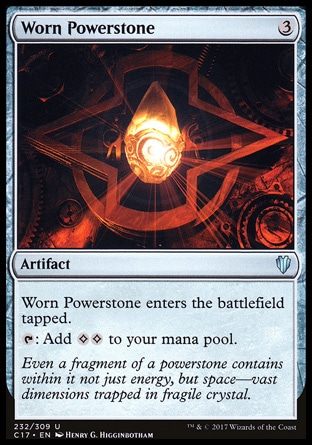 Worn Powerstone 3
Artifact
Worn Powerstone enters the battlefield
tapped.
: Add ◇◇ to your mana pool.
Even a fragment of a powerstone contains
within it not just energy, but space—vast
dimensions trapped in fragile crystal.
232/309 U
C17 • EN Henry G. Higginbotham
™ & © 2017 Wizards of the Coast